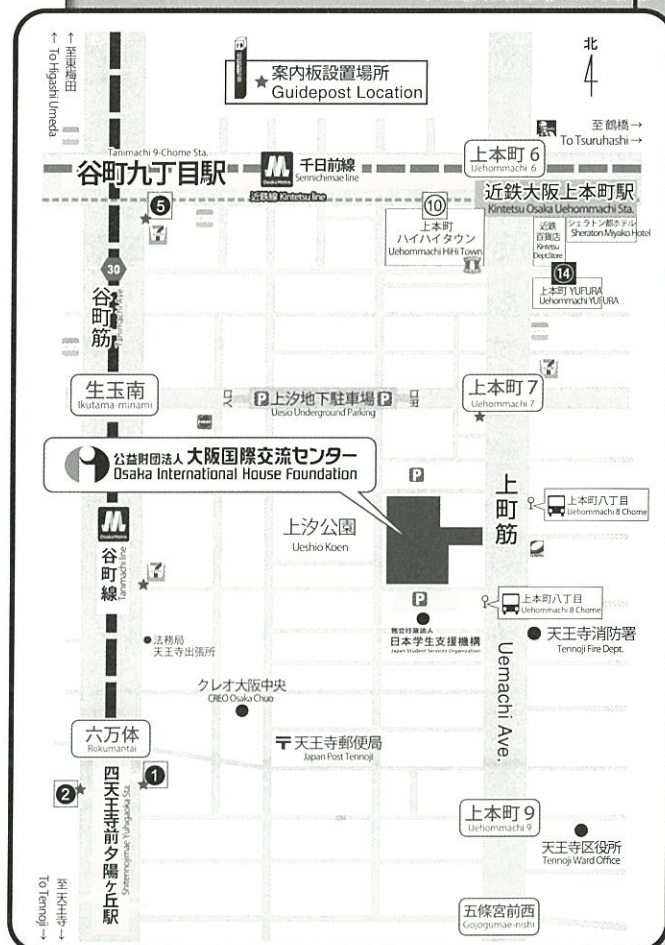 ←至東梅田
← To Higashi Umeda
案内板設置場所
Guidepost Location
北
4
至 鶴橋→
To Tsuruhashi→
Tanimachi 9-Chome Sta.
谷町九丁目駅
Osaka Metro
千日前線
Sennichimae line
上本町 6
Uehommachi 6
近鉄線 Kintetsu line
近鉄大阪上本町駅
Kintetsu Osaka Uehommachi Sta.
5
10
上本町
ハイハイタウン
Uehommachi HiHi Town
近鉄
百貨店
Kintetsu
Dept.Store
シェラトン都ホテル
Sheraton Miyako Hotel
14
上本町 YUFURA
Uehommachi YUFURA
30
谷町筋
生玉南
Ikutama-minami
入口
P 上汐地下駐車場 P
Uesio Underground Parking
出口
上本町 7
Uehommachi 7
公益財団法人 大阪国際交流センター
Osaka International House Foundation
P
上汐公園
Ueshio Koen
上町筋
上本町八丁目
Uehommachi 8 Chome
Osaka Metro
谷町線
Tanimachi line
P
独立行政法人
日本学生支援機構
Japan Student Services Organization
上本町八丁目
Uehommachi 8 Chome
天王寺消防署
Tennoji Fire Dept.
法務局
天王寺出張所
クレオ大阪中央
CREO Osaka Chuo
Uemachi Ave.
六万体
Rokumantai
〒天王寺郵便局
Japan Post Tennoji
2
1
四天王寺前夕陽ヶ丘駅
Shitennojimae Yuhigaoka Sta.
上本町 9
Uehommachi 9
天王寺区役所
Tennoji Ward Office
至 天王寺→
To Tennoji→
五條宮前西
Gojogumae-nishi